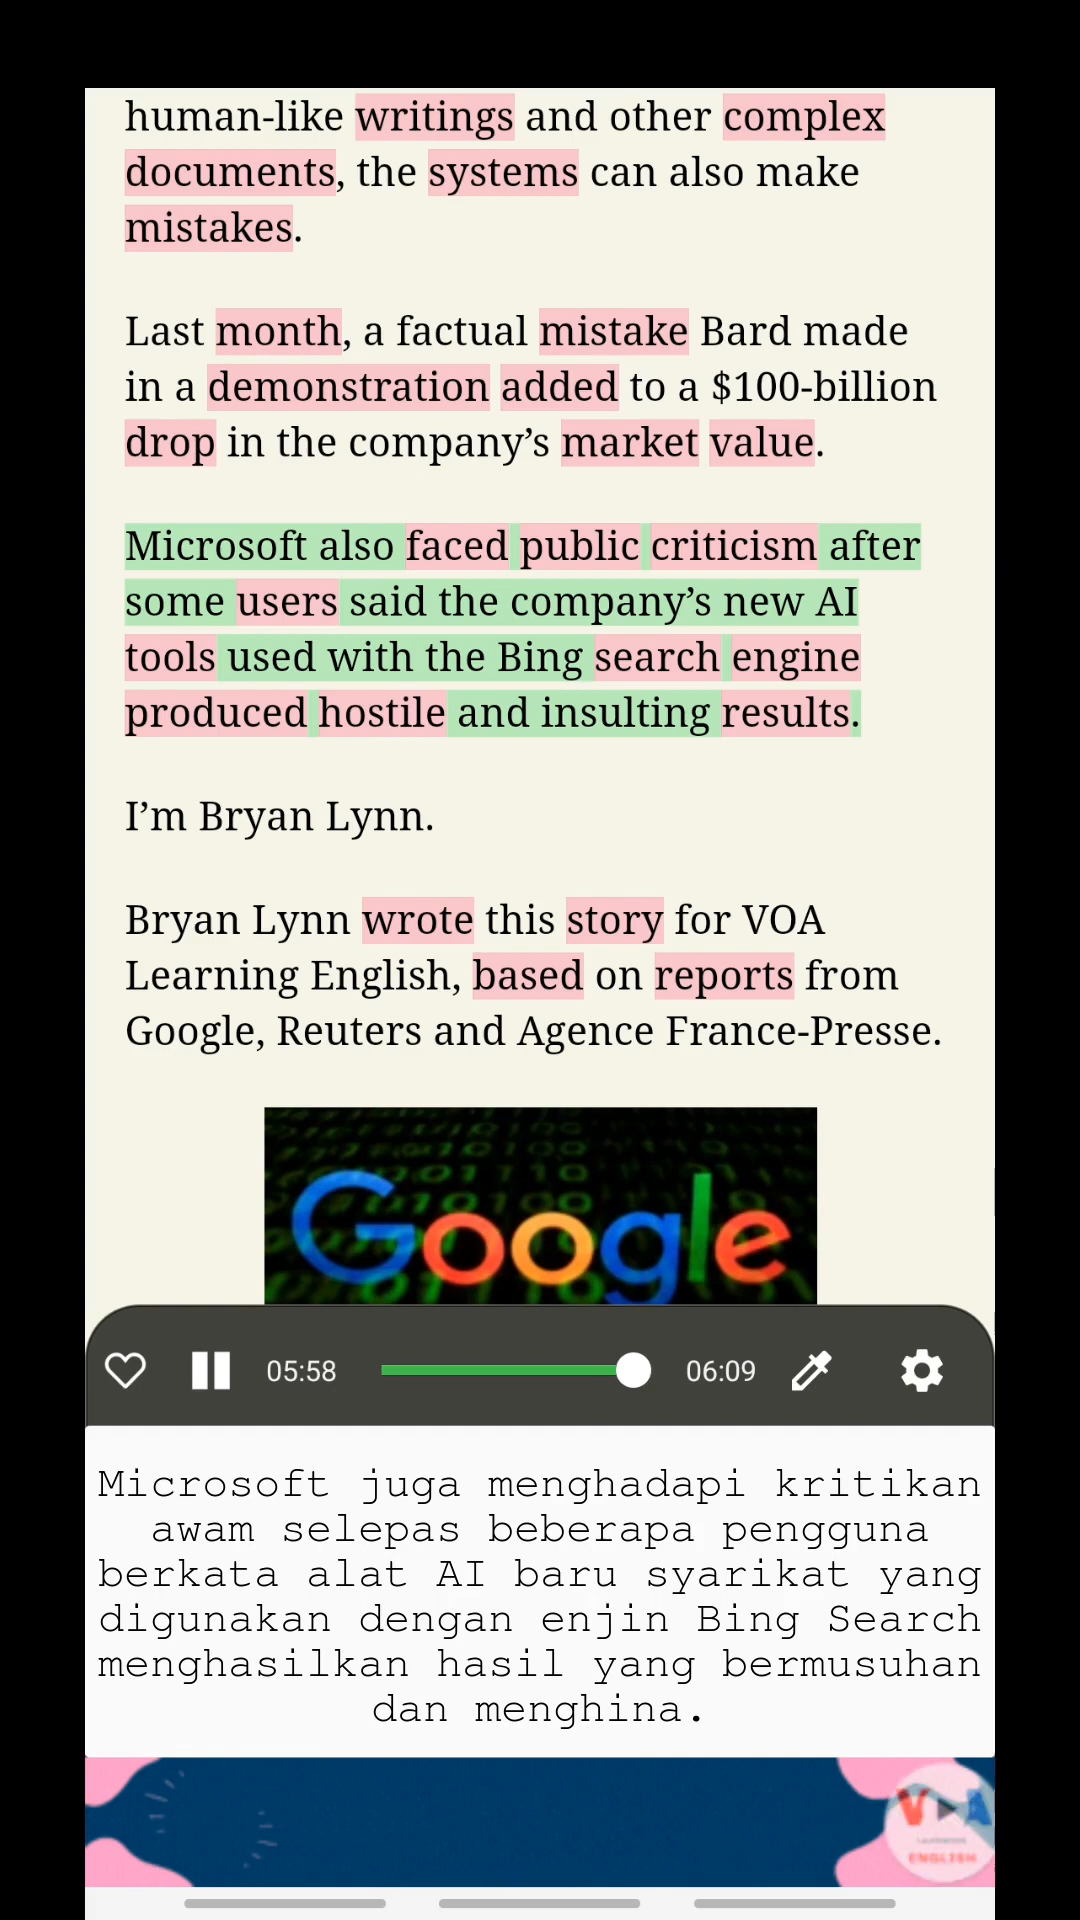 human-like writings and other complex
documents, the systems can also make
mistakes.
Last month, a factual mistake Bard made
in a demonstration added to a $100-billion
drop in the company’s market value.
Microsoft also faced public criticism after
some users said the company’s new AI
tools used with the Bing search engine
produced hostile and insulting results.
I’m Bryan Lynn.
Bryan Lynn wrote this story for VOA
Learning English, based on reports from
Google, Reuters and Agence France-Presse.
Google
05:58
06:09
Microsoft juga menghadapi kritikan
awam selepas beberapa pengguna
berkata alat AI baru syarikat yang
digunakan dengan enjin Bing Search
menghasilkan hasil yang bermusuhan
dan menghina.
VOA
ENGLISH